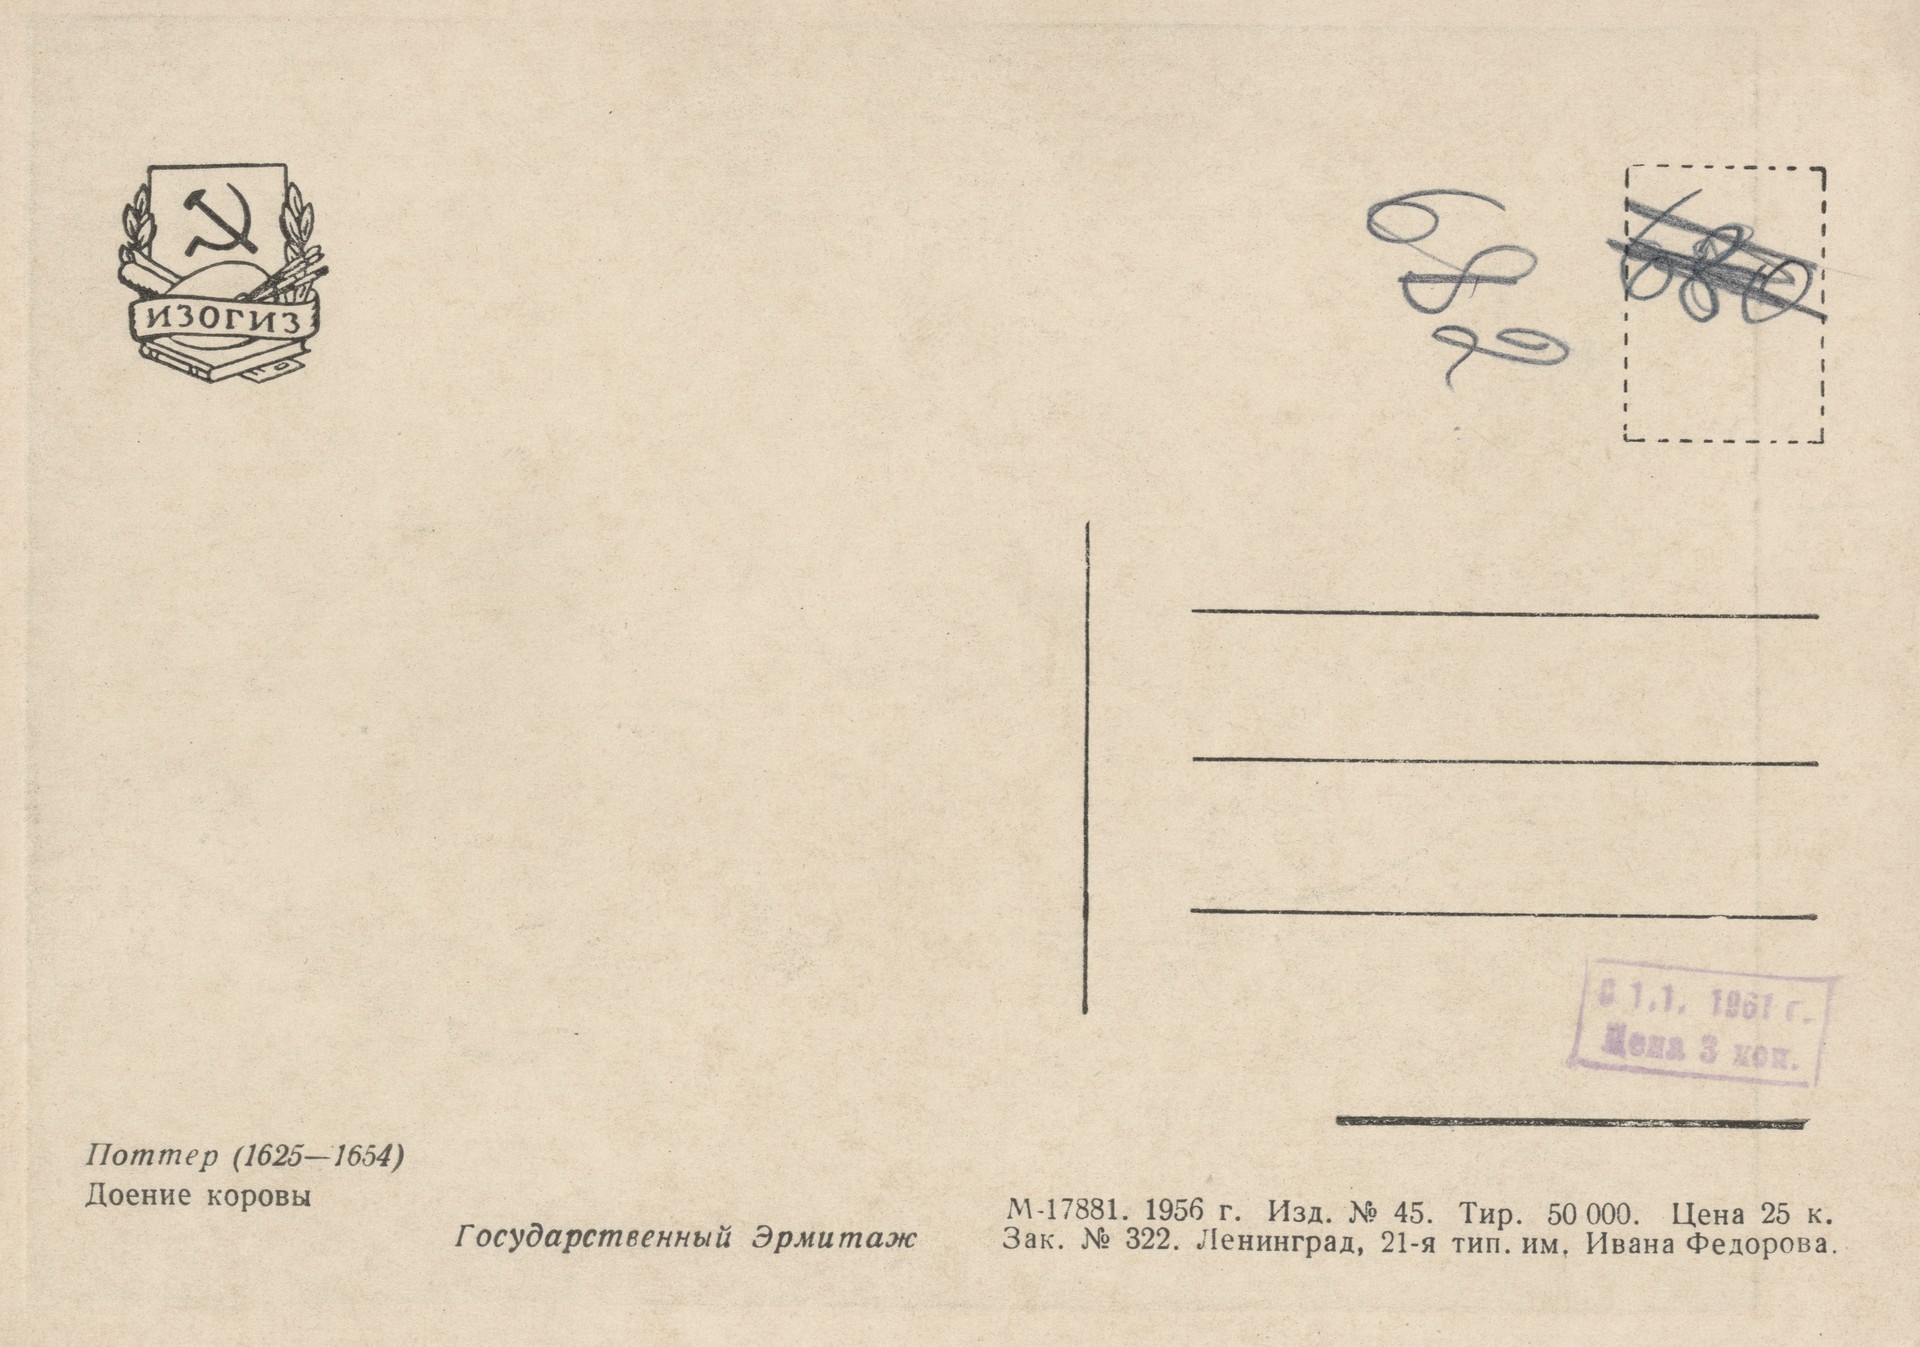 ИЗОГИЗ
С 1.1. 1961 г.
Цена 3 коп.
Поттер (1625—1654)
Доение коровы
Государственный Эрмитаж
М-17881. 1956 г. Изд. № 45. Тир. 50 000. Цена 25 к.
Зак. № 322. Ленинград, 21-я тип. им. Ивана Федорова.